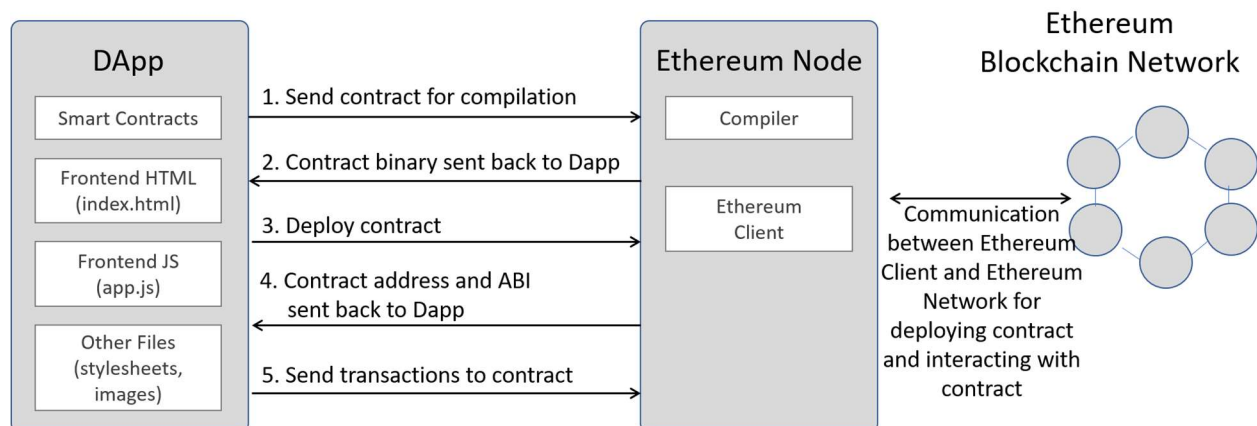 Ethereum
Blockchain Network
DApp
Smart Contracts
Frontend HTML
(index.html)
Frontend JS
(app.js)
Other Files
(stylesheets,
images)
1. Send contract for compilation
2. Contract binary sent back to Dapp
3. Deploy contract
4. Contract address and ABI
sent back to Dapp
5. Send transactions to contract
Ethereum Node
Compiler
Ethereum
Client
Communication
between Ethereum
Client and Ethereum
Network for
deploying contract
and interacting with
contract